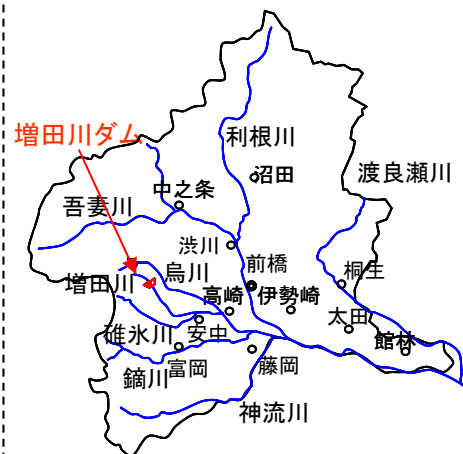 増田川ダム
利根川
沼田
渡良瀬川
中之条
吾妻川
渋川
前橋
烏川
増田川
桐生
高崎
伊勢崎
太田
館林
碓氷川
安中
富岡
藤岡
鏑川
神流川